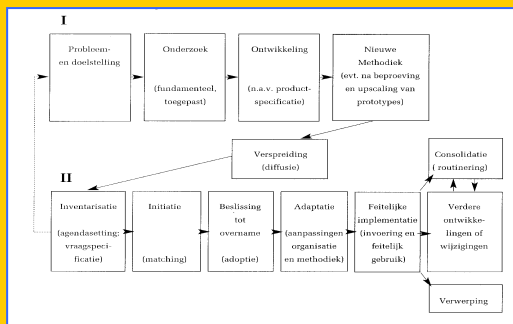 I
Probleem-
en doelstelling
Onderzoek
(fundamenteel,
toegepast)
Ontwikkeling
(n.a.v. product-
specificatie)
Nieuwe
Methodiek
(evt. na beproeving
en upscaling van
prototypes)
Verspreiding
(diffusie)
II
Inventarisatie
(agendasetting;
vraagspeci-
ficatie)
Initiatie
(matching)
Beslissing
tot
overname
(adoptie)
Adaptatie
(aanpassingen
organisatie
en methodiek)
Feitelijke
implementatie
(invoering en
feitelijk
gebruik)
Consolidatie
( routinering)
Verdere
ontwikke-
lingen of
wijzigingen
Verwerping